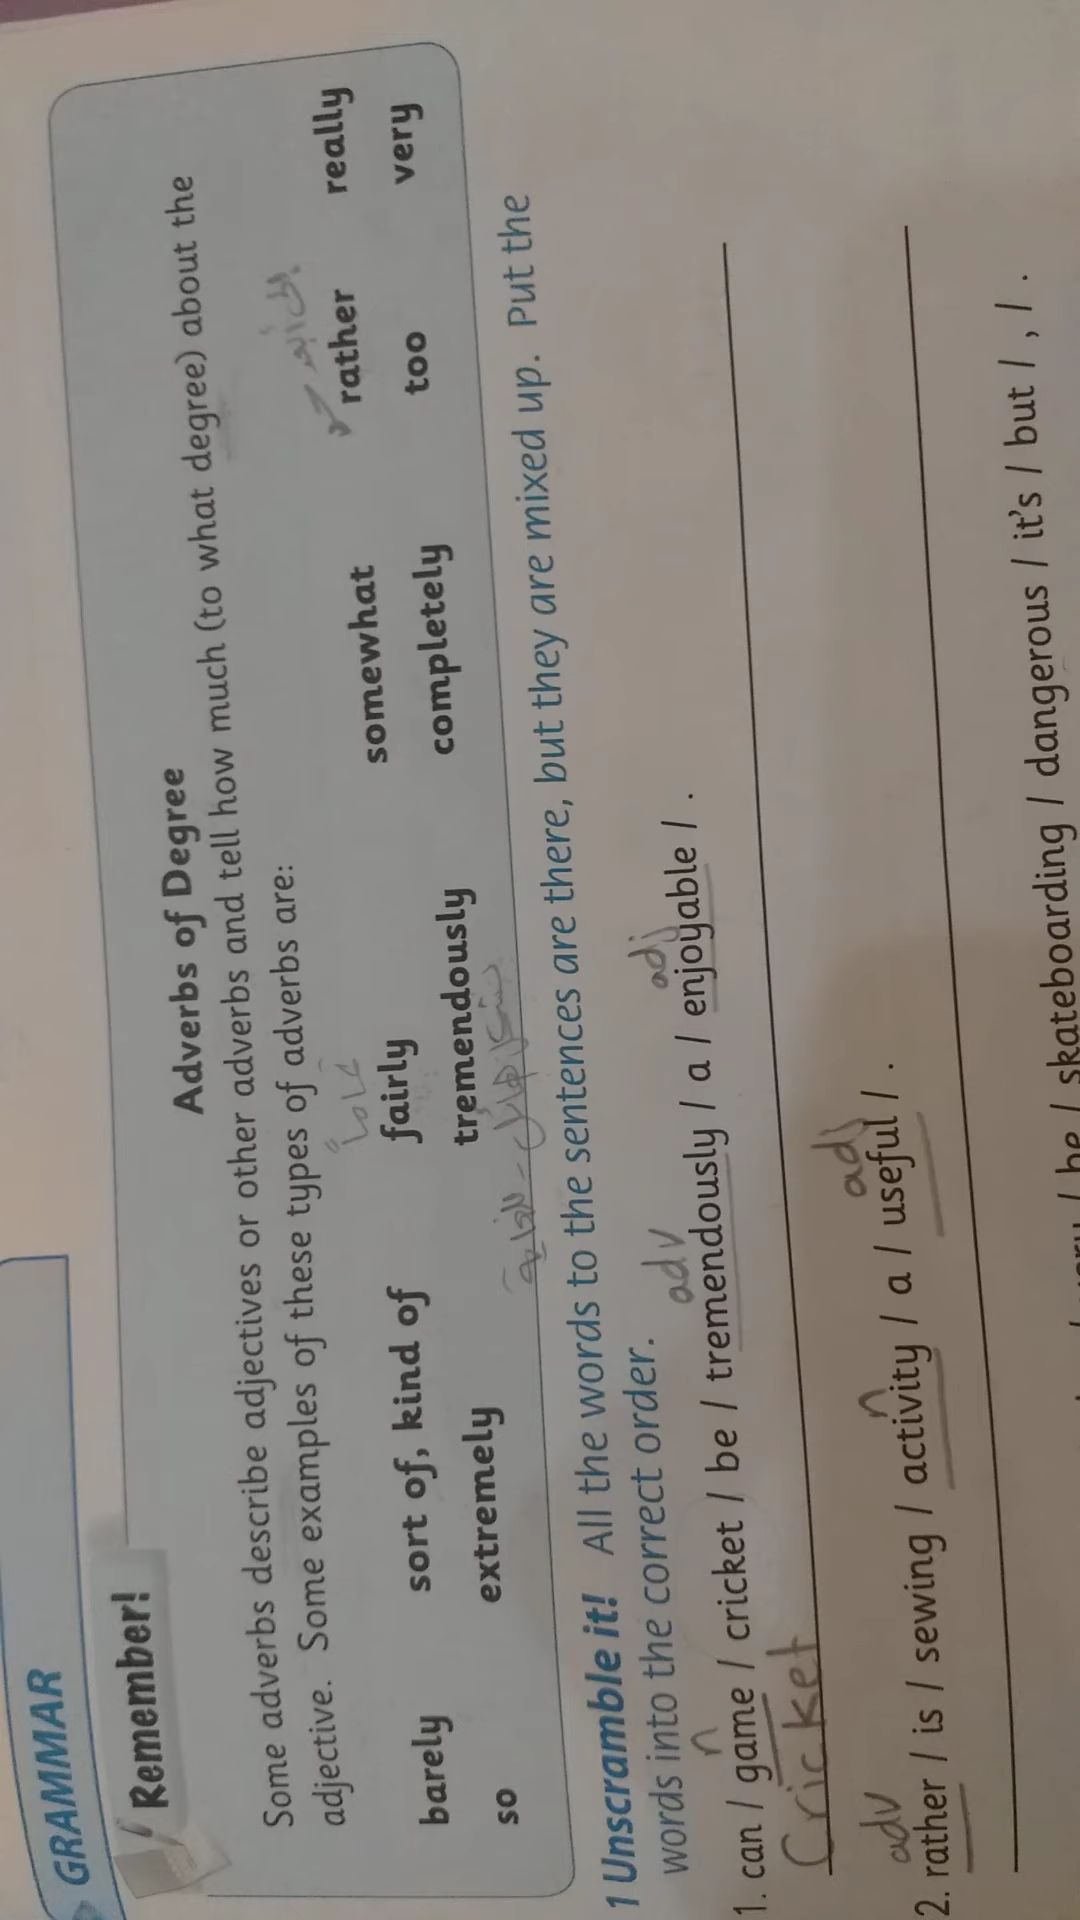 GRAMMAR
Remember!
Adverbs of Degree
Some adverbs describe adjectives or other adverbs and tell how much (to what degree) about the
adjective. Some examples of these types of adverbs are:
barely sort of, kind of fairly somewhat rather really
so extremely tremendously completely too very
1 Unscramble it! All the words to the sentences are there, but they are mixed up. Put the
words into the correct order.
n adv adj
1. can / game / cricket / be / tremendously / a / enjoyable / .
Cricket
adv n adj
2. rather / is / sewing / activity / a / useful / .
be / skateboarding / dangerous / it's / but / , / .